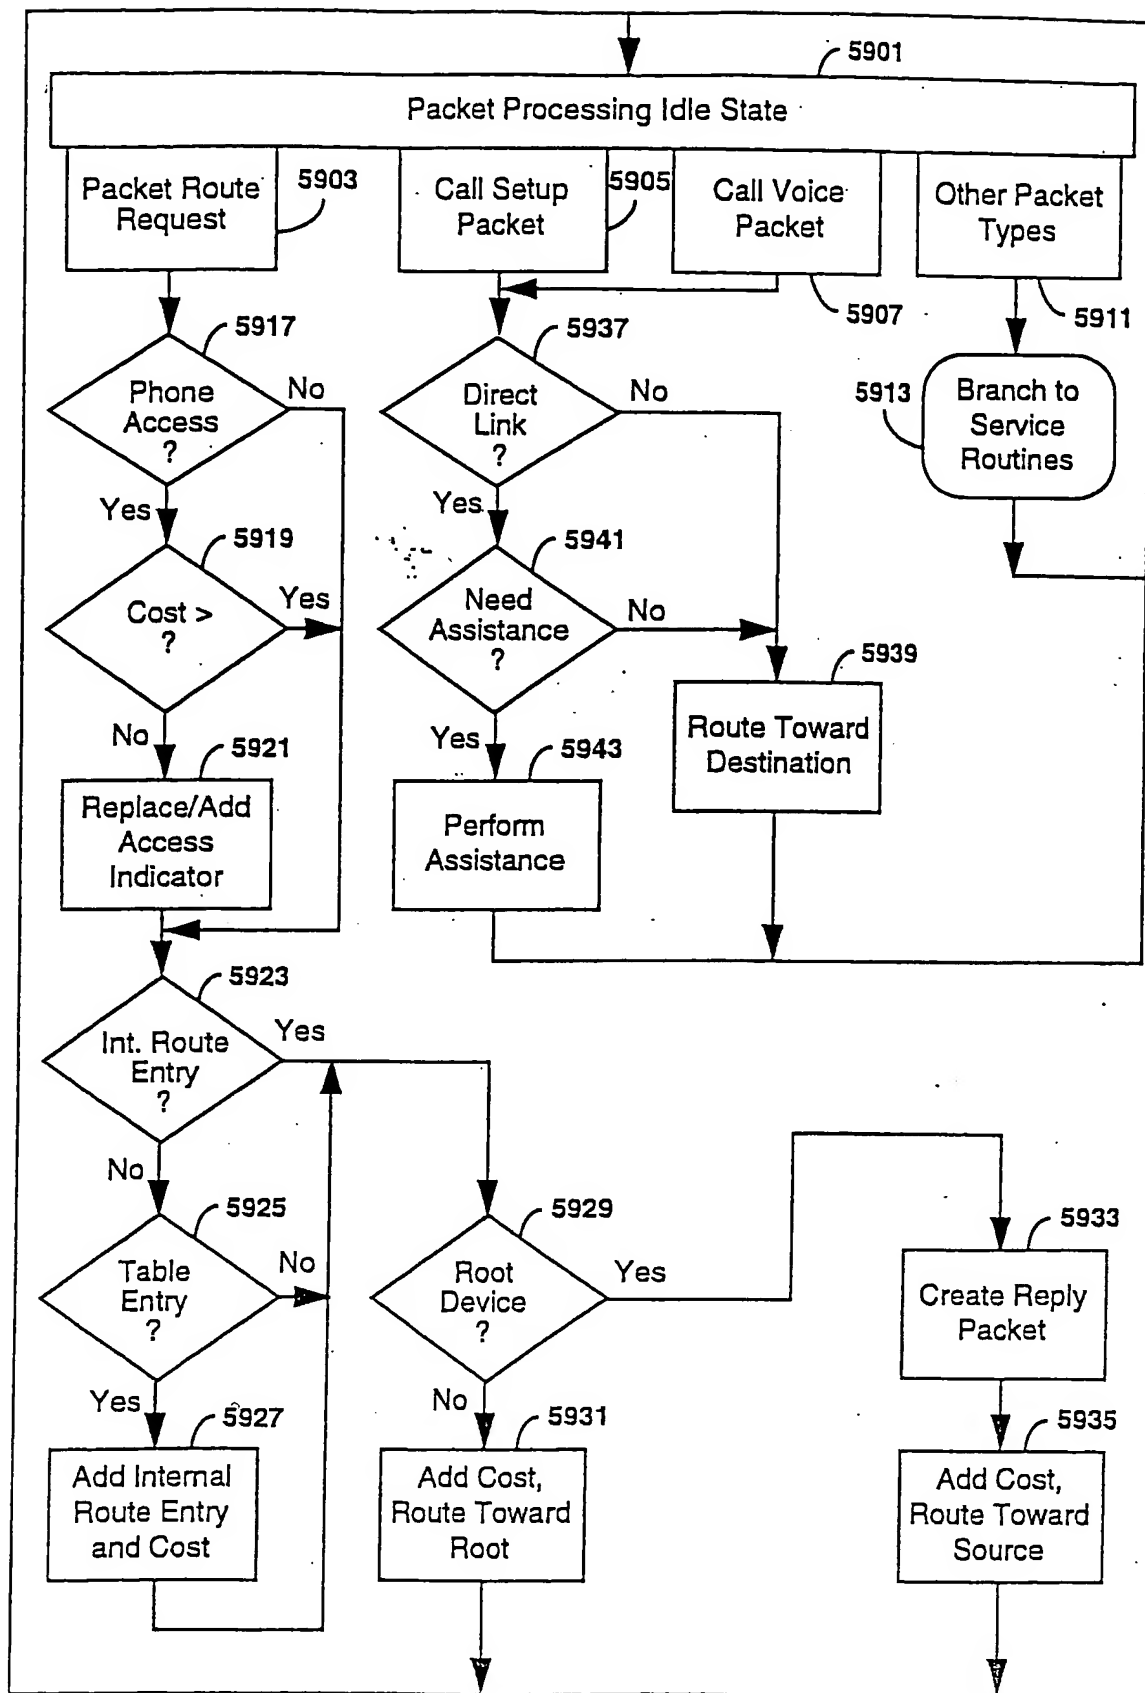 5901
Packet Processing Idle State
Packet Route
Request
5903
Call Setup
Packet
5905
Call Voice
Packet
5907
Other Packet
Types
5911
5917
Phone
Access
?
No
Yes
5937
Direct
Link
?
No
Yes
5913
Branch to
Service
Routines
5919
Cost >
?
Yes
No
5941
Need
Assistance
?
No
Yes
5939
Route Toward
Destination
5921
Replace/Add
Access
Indicator
5943
Perform
Assistance
5923
Int. Route
Entry
?
Yes
No
5925
Table
Entry
?
No
Yes
5929
Root
Device
?
Yes
No
5933
Create Reply
Packet
5927
Add Internal
Route Entry
and Cost
5931
Add Cost,
Route Toward
Root
5935
Add Cost,
Route Toward
Source